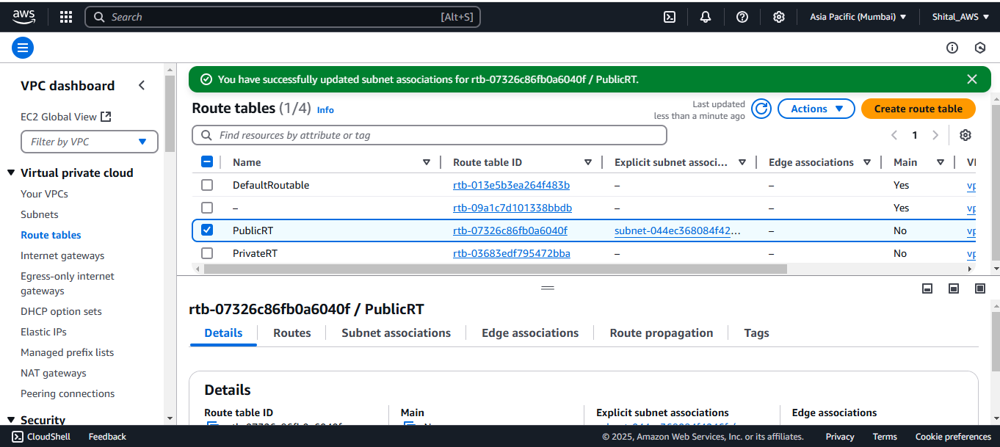 aws Search [Alt+S] Asia Pacific (Mumbai) Shital_AWS
VPC dashboard
EC2 Global View
Filter by VPC
Virtual private cloud
Your VPCs
Subnets
Route tables
Internet gateways
Egress-only internet
gateways
DHCP option sets
Elastic IPs
Managed prefix lists
NAT gateways
Peering connections
Security
You have successfully updated subnet associations for rtb-07326c86fb0a6040f / PublicRT.
Route tables (1/4) Info
Last updated
less than a minute ago
Actions
Create route table
Find resources by attribute or tag
1
Name Route table ID Explicit subnet associ... Edge associations Main
DefaultRoutable rtb-013e5b3ea264f483b – – Yes
– rtb-09a1c7d101338bbdb – – Yes
PublicRT rtb-07326c86fb0a6040f subnet-044ec368084f42... – No
PrivateRT rtb-03683edf795472bba – – No
rtb-07326c86fb0a6040f / PublicRT
Details Routes Subnet associations Edge associations Route propagation Tags
Details
Route table ID Main Explicit subnet associations Edge associations
CloudShell Feedback © 2025, Amazon Web Services, Inc. or its affiliates. Privacy Terms Cookie preferences